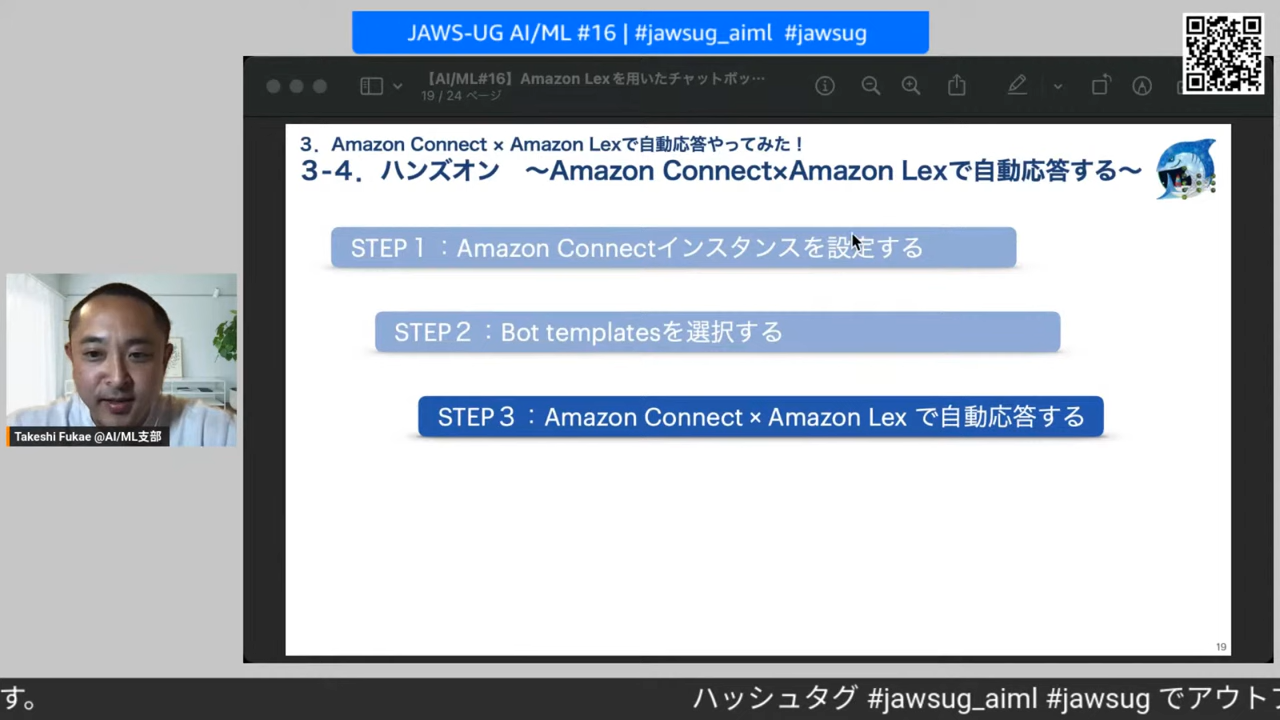 JAWS-UG AI/ML #16 | #jawsug_aiml #jawsug
【AI/ML#16】Amazon Lexを用いたチャットボッ…
19 / 24 ページ
3．Amazon Connect × Amazon Lexで自動応答やってみた！
3-4．ハンズオン　〜Amazon Connect×Amazon Lexで自動応答する〜
STEP１：Amazon Connectインスタンスを設定する
STEP２：Bot templatesを選択する
STEP３：Amazon Connect × Amazon Lex で自動応答する
Takeshi Fukae @AI/ML支部
19
す。
ハッシュタグ #jawsug_aiml #jawsug でアウト